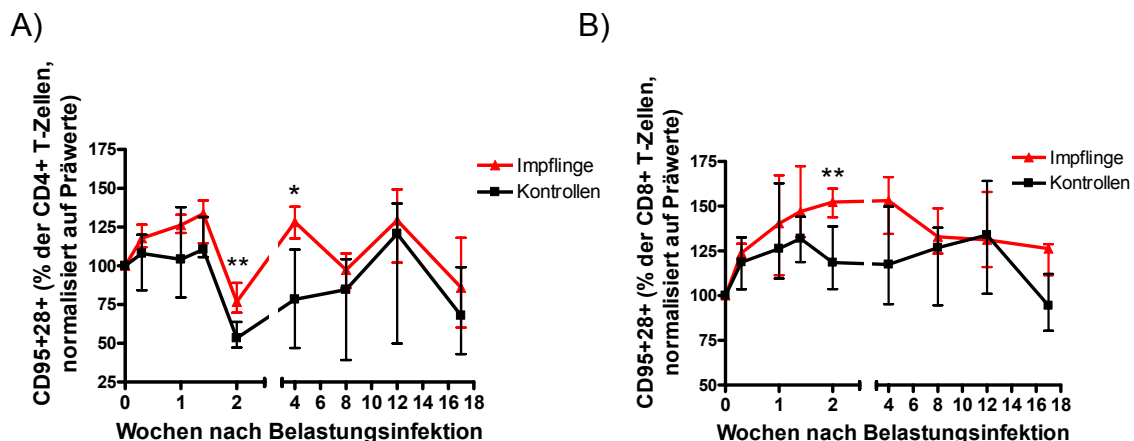 A)
CD95+28+ (% der CD4+ T-Zellen,
normalisiert auf Präwerte)
175
150
125
100
75
50
25
**
*
Impflinge
Kontrollen
0 1 2 4 6 8 10 12 14 16 18
Wochen nach Belastungsinfektion
B)
CD95+28+ (% der CD8+ T-Zellen,
normalisiert auf Präwerte)
175
150
125
100
75
50
**
Impflinge
Kontrollen
0 1 2 4 6 8 10 12 14 16 18
Wochen nach Belastungsinfektion